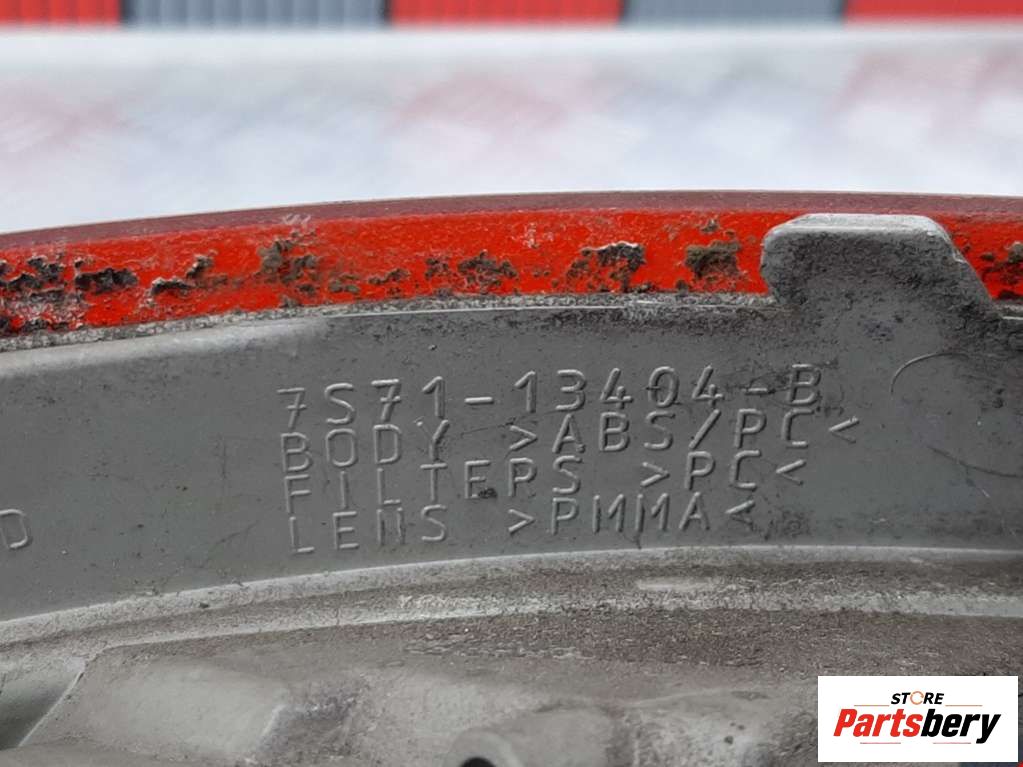 7S71-13404-B
BODY >ABS/PC<
FILTERS >PC<
LENS >PMMA<
D
STORE
Partsbery